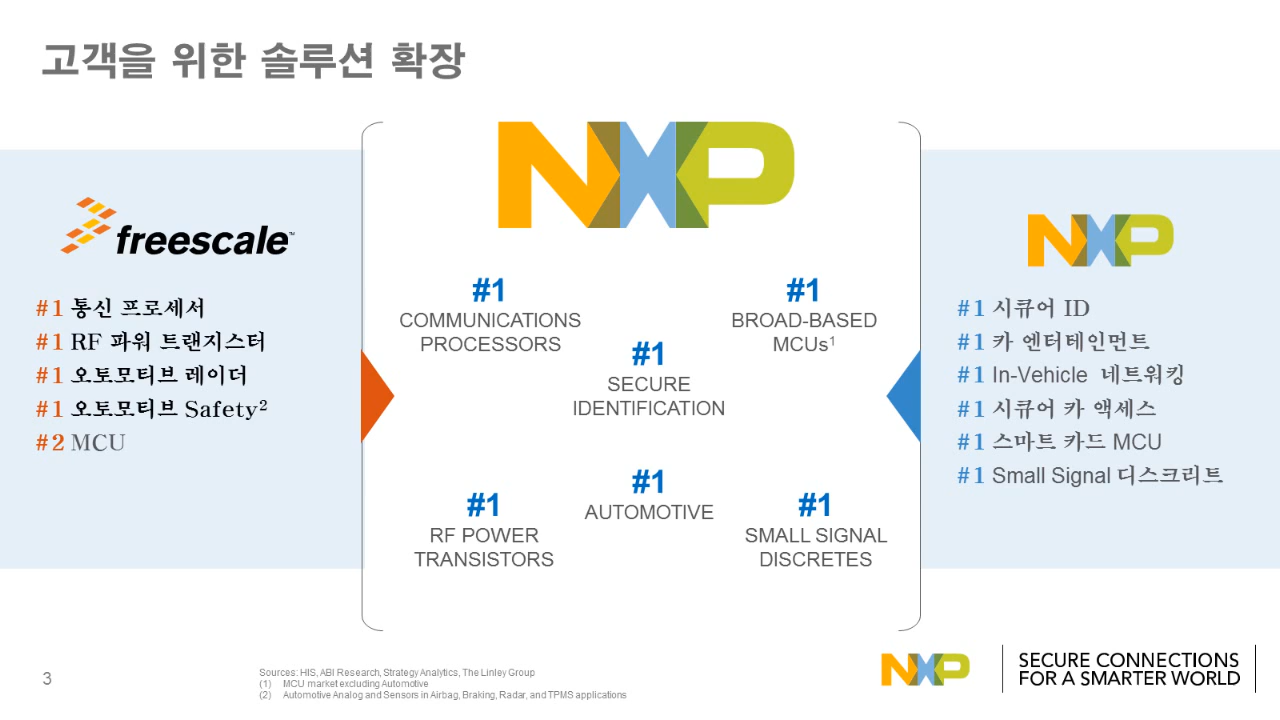 고객을 위한 솔루션 확장
NXP
freescale™
#1 통신 프로세서
#1 RF 파워 트랜지스터
#1 오토모티브 레이더
#1 오토모티브 Safety²
#2 MCU
#1
COMMUNICATIONS
PROCESSORS
#1
BROAD-BASED
MCUs¹
#1
SECURE
IDENTIFICATION
#1
RF POWER
TRANSISTORS
#1
AUTOMOTIVE
#1
SMALL SIGNAL
DISCRETES
NXP
#1 시큐어 ID
#1 카 엔터테인먼트
#1 In-Vehicle 네트워킹
#1 시큐어 카 액세스
#1 스마트 카드 MCU
#1 Small Signal 디스크리트
3
Sources: HIS, ABI Research, Strategy Analytics, The Linley Group
(1) MCU market excluding Automotive
(2) Automotive Analog and Sensors in Airbag, Braking, Radar, and TPMS applications
NXP
SECURE CONNECTIONS
FOR A SMARTER WORLD